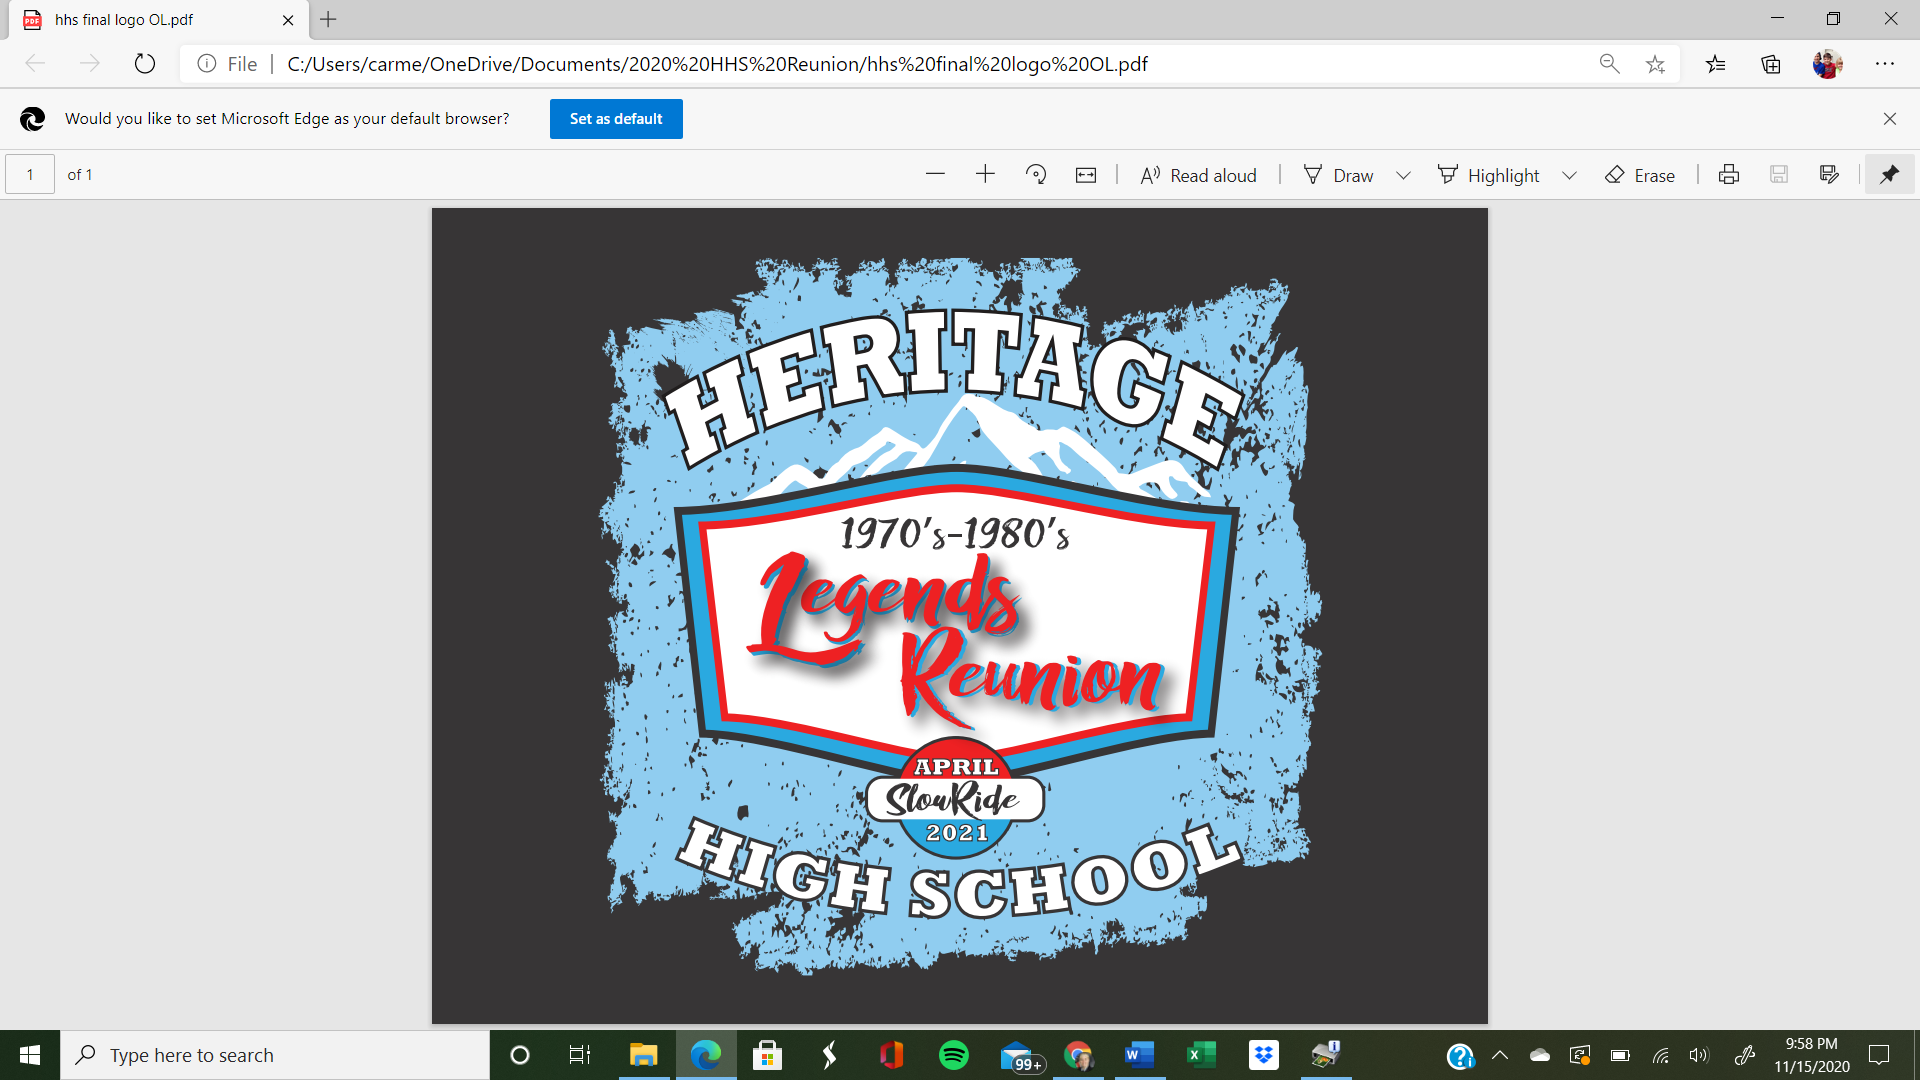 hhs final logo OL.pdf
File
C:/Users/carme/OneDrive/Documents/2020%20HHS%20Reunion/hhs%20final%20logo%20OL.pdf
Would you like to set Microsoft Edge as your default browser?
Set as default
1 of 1
Read aloud
Draw
Highlight
Erase
HERITAGE
1970's-1980's
Legends
Reunion
APRIL
SlowRide
2021
HIGH SCHOOL
Type here to search
99+
9:58 PM
11/15/2020